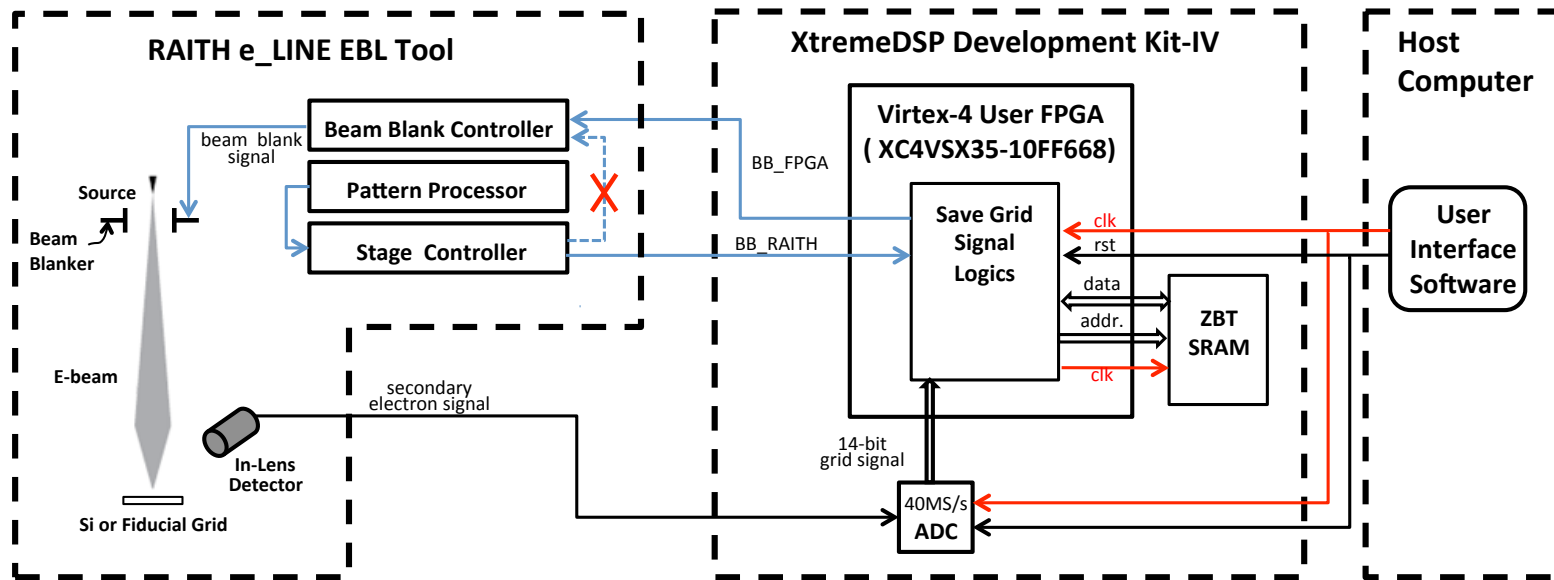 RAITH e_LINE EBL Tool
Beam Blank Controller
Pattern Processor
Stage Controller
beam blank
signal
Source
Beam
Blanker
E-beam
In-Lens
Detector
Si or Fiducial Grid
secondary
electron signal
BB_FPGA
BB_RAITH
XtremeDSP Development Kit-IV
Virtex-4 User FPGA
( XC4VSX35-10FF668)
Save Grid
Signal
Logics
clk
rst
data
addr.
clk
ZBT
SRAM
14-bit
grid signal
40MS/s
ADC
Host
Computer
User
Interface
Software